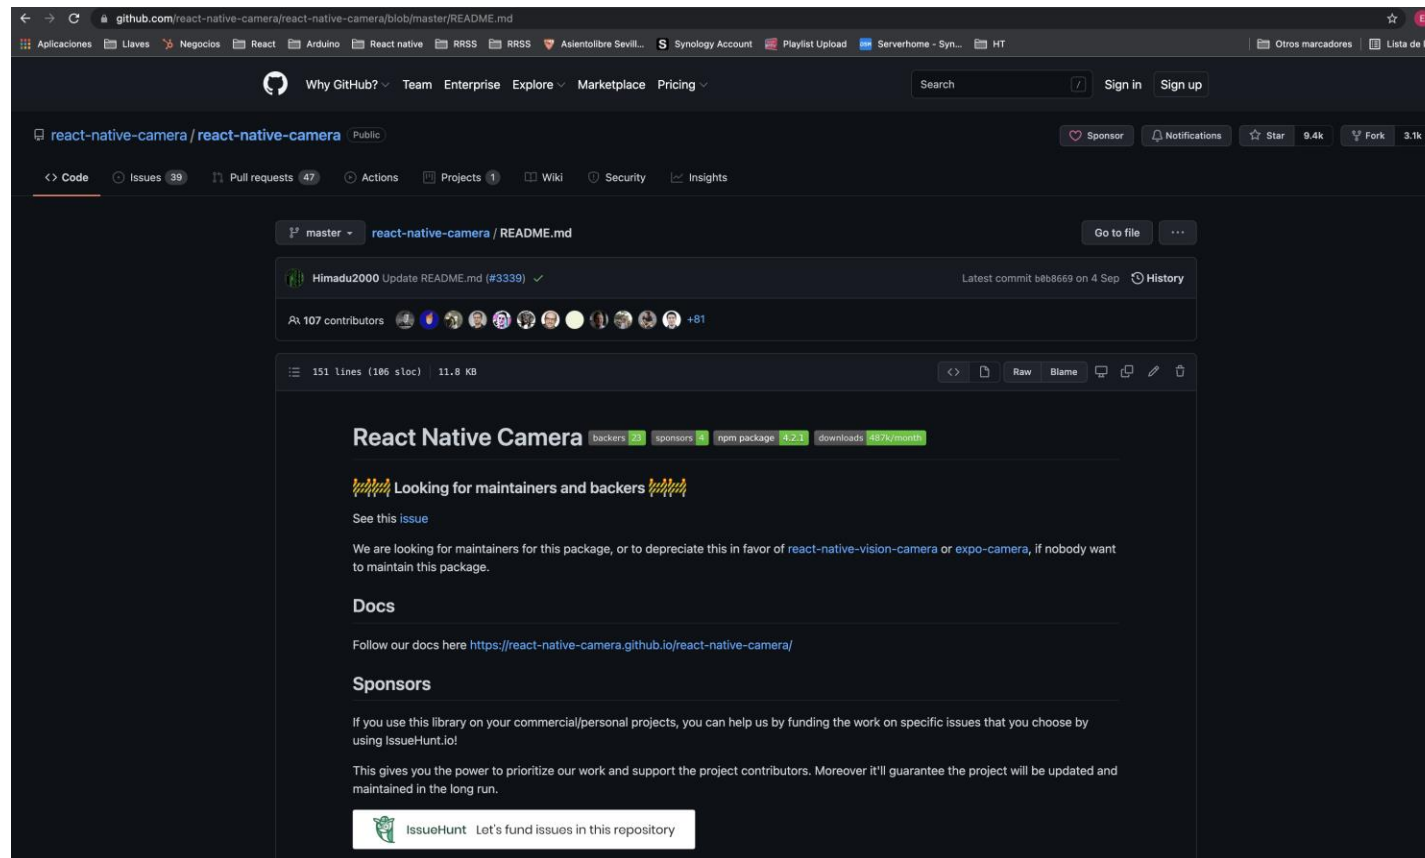 github.com/react-native-camera/react-native-camera/blob/master/README.md
Aplicaciones Llaves Negocios React Arduino React native RRSS RRSS Asientolibre Sevill... Synology Account Playlist Upload Serverhome - Syn... HT Otros marcadores Lista de
Why GitHub? Team Enterprise Explore Marketplace Pricing Search / Sign in Sign up
react-native-camera / react-native-camera Public Sponsor Notifications Star 9.4k Fork 3.1k
<> Code Issues 39 Pull requests 47 Actions Projects 1 Wiki Security Insights
master react-native-camera / README.md Go to file ...
Himadu2000 Update README.md (#3339) Latest commit b0b8669 on 4 Sep History
107 contributors +81
151 lines (106 sloc) 11.8 KB <> Raw Blame
React Native Camera backers 23 sponsors 4 npm package 4.2.1 downloads 487k/month
🚧🚧 Looking for maintainers and backers 🚧🚧
See this issue
We are looking for maintainers for this package, or to depreciate this in favor of react-native-vision-camera or expo-camera, if nobody want
to maintain this package.
Docs
Follow our docs here https://react-native-camera.github.io/react-native-camera/
Sponsors
If you use this library on your commercial/personal projects, you can help us by funding the work on specific issues that you choose by
using IssueHunt.io!
This gives you the power to prioritize our work and support the project contributors. Moreover it'll guarantee the project will be updated and
maintained in the long run.
IssueHunt Let's fund issues in this repository